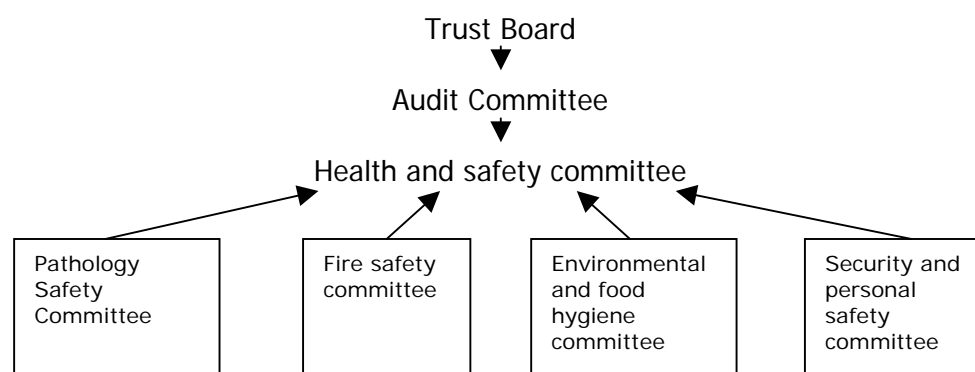 Trust Board
Audit Committee
Health and safety committee
Pathology
Safety
Committee
Fire safety
committee
Environmental
and food
hygiene
committee
Security and
personal
safety
committee